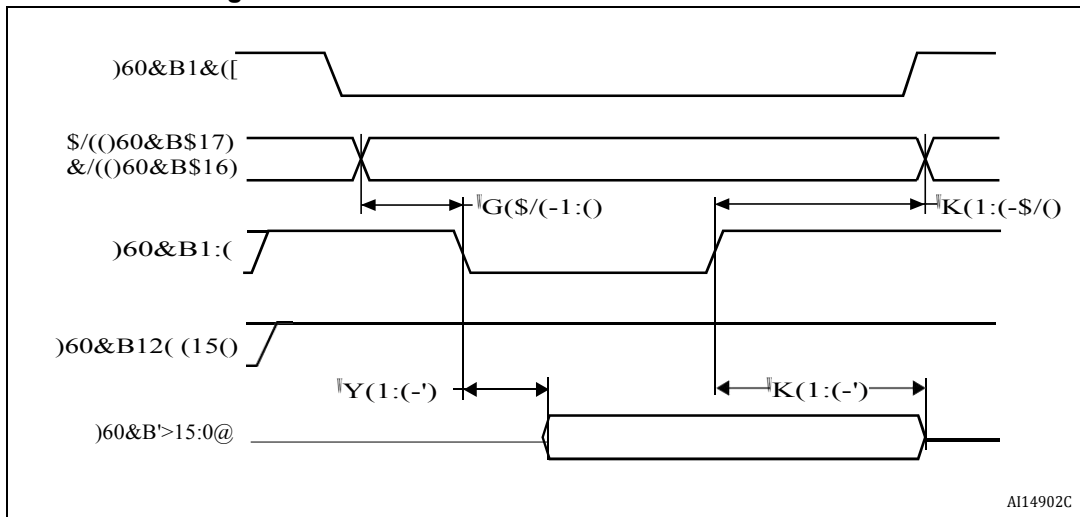 )60&B1&([
$/(()60&B$17)
&/(()60&B$16)
G($/(-1:()
K(1:(-$/()
)60&B1:(
)60&B12( (15()
Y(1:(-')
K(1:(-')
)60&B'>15:0@
AI14902C